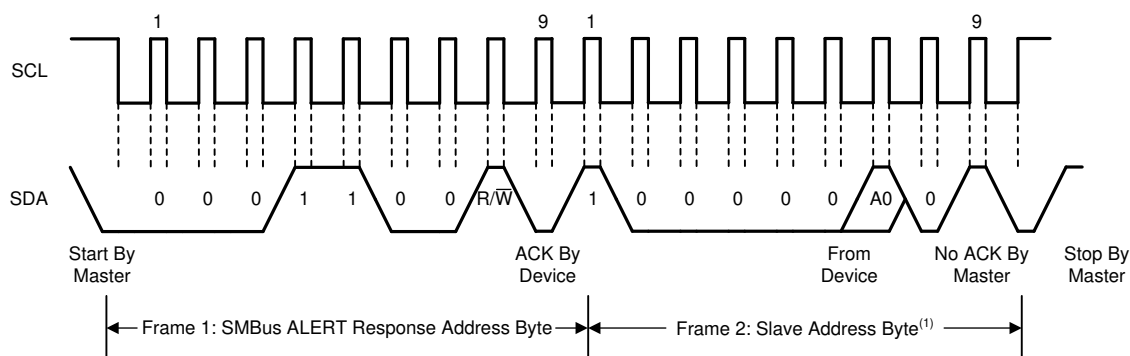 1 9 1 9
SCL
SDA 0 0 0 1 1 0 0 R/W̅ 1 0 0 0 0 0 A0 0
Start By
Master
ACK By
Device
From
Device
No ACK By
Master
Stop By
Master
Frame 1: SMBus ALERT Response Address Byte
Frame 2: Slave Address Byte(1)